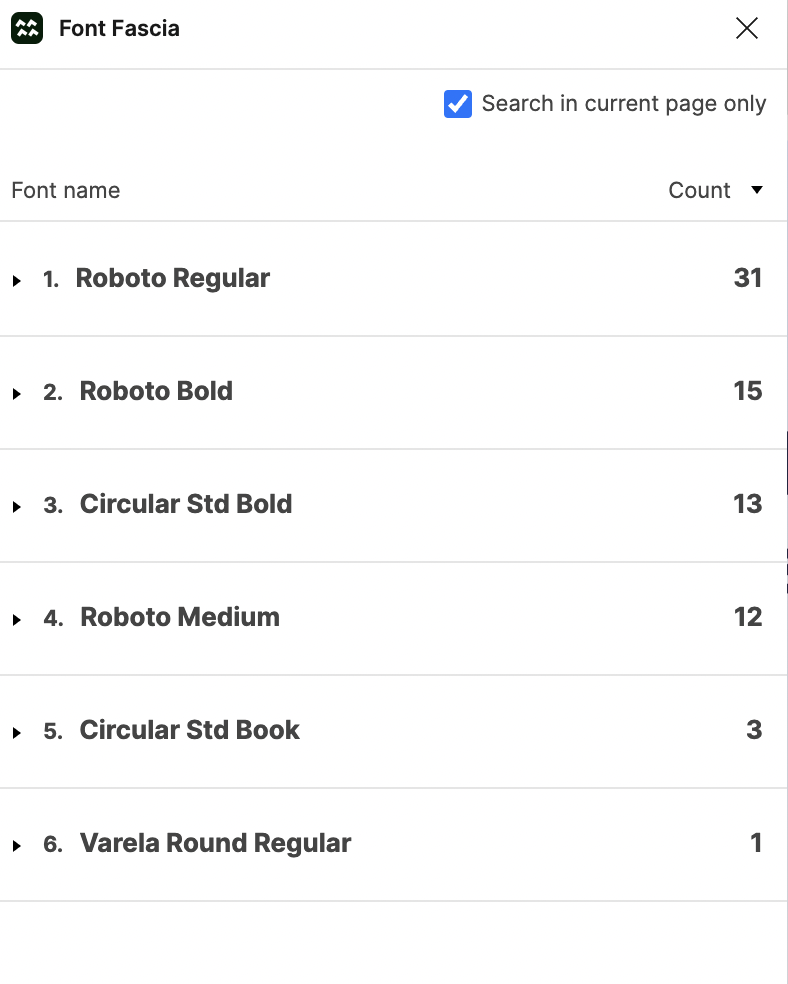 Font Fascia
Search in current page only
Font name Count
1. Roboto Regular 31
2. Roboto Bold 15
3. Circular Std Bold 13
4. Roboto Medium 12
5. Circular Std Book 3
6. Varela Round Regular 1